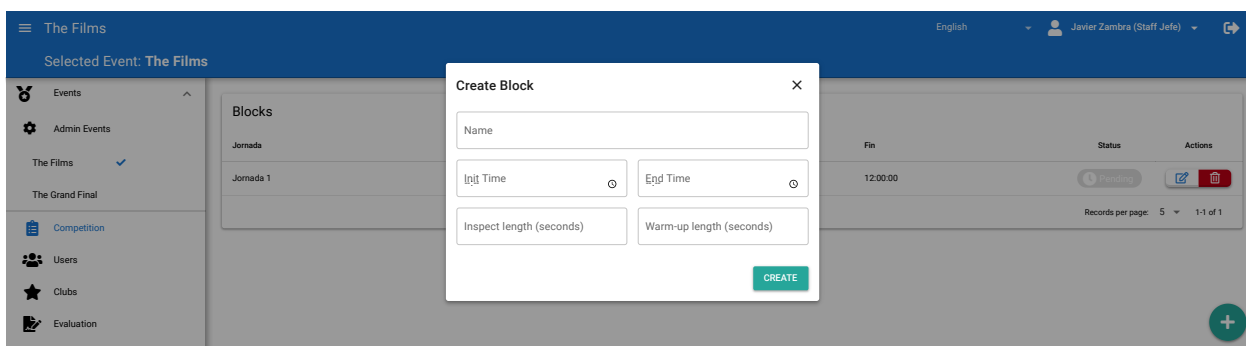 The Films
English
Javier Zambra (Staff Jefe)
Selected Event: The Films
Events
Admin Events
The Films
The Grand Final
Competition
Users
Clubs
Evaluation
Blocks
Jornada
Fin
Status
Actions
Jornada 1
12:00:00
Pending
Records per page: 5 1-1 of 1
Create Block
Name
Init Time
End Time
Inspect length (seconds)
Warm-up length (seconds)
CREATE